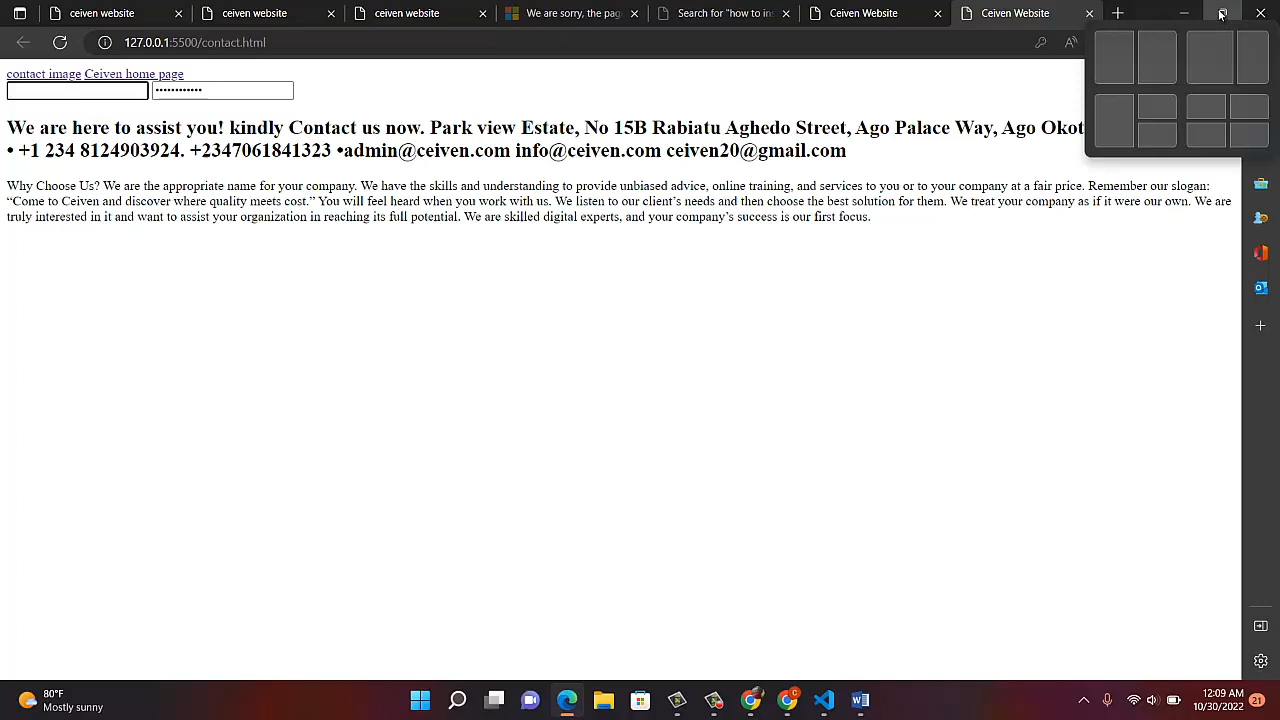 ceiven website
ceiven website
ceiven website
We are sorry, the pag
Search for "how to in
Ceiven Website
Ceiven Website
127.0.0.1:5500/contact.html
contact image Ceiven home page
We are here to assist you! kindly Contact us now. Park view Estate, No 15B Rabiatu Aghedo Street, Ago Palace Way, Ago Okot
• +1 234 8124903924. +2347061841323 •admin@ceiven.com info@ceiven.com ceiven20@gmail.com
Why Choose Us? We are the appropriate name for your company. We have the skills and understanding to provide unbiased advice, online training, and services to you or to your company at a fair price. Remember our slogan:
“Come to Ceiven and discover where quality meets cost.” You will feel heard when you work with us. We listen to our client’s needs and then choose the best solution for them. We treat your company as if it were our own. We are
truly interested in it and want to assist your organization in reaching its full potential. We are skilled digital experts, and your company’s success is our first focus.
80°F
Mostly sunny
12:09 AM
10/30/2022
21